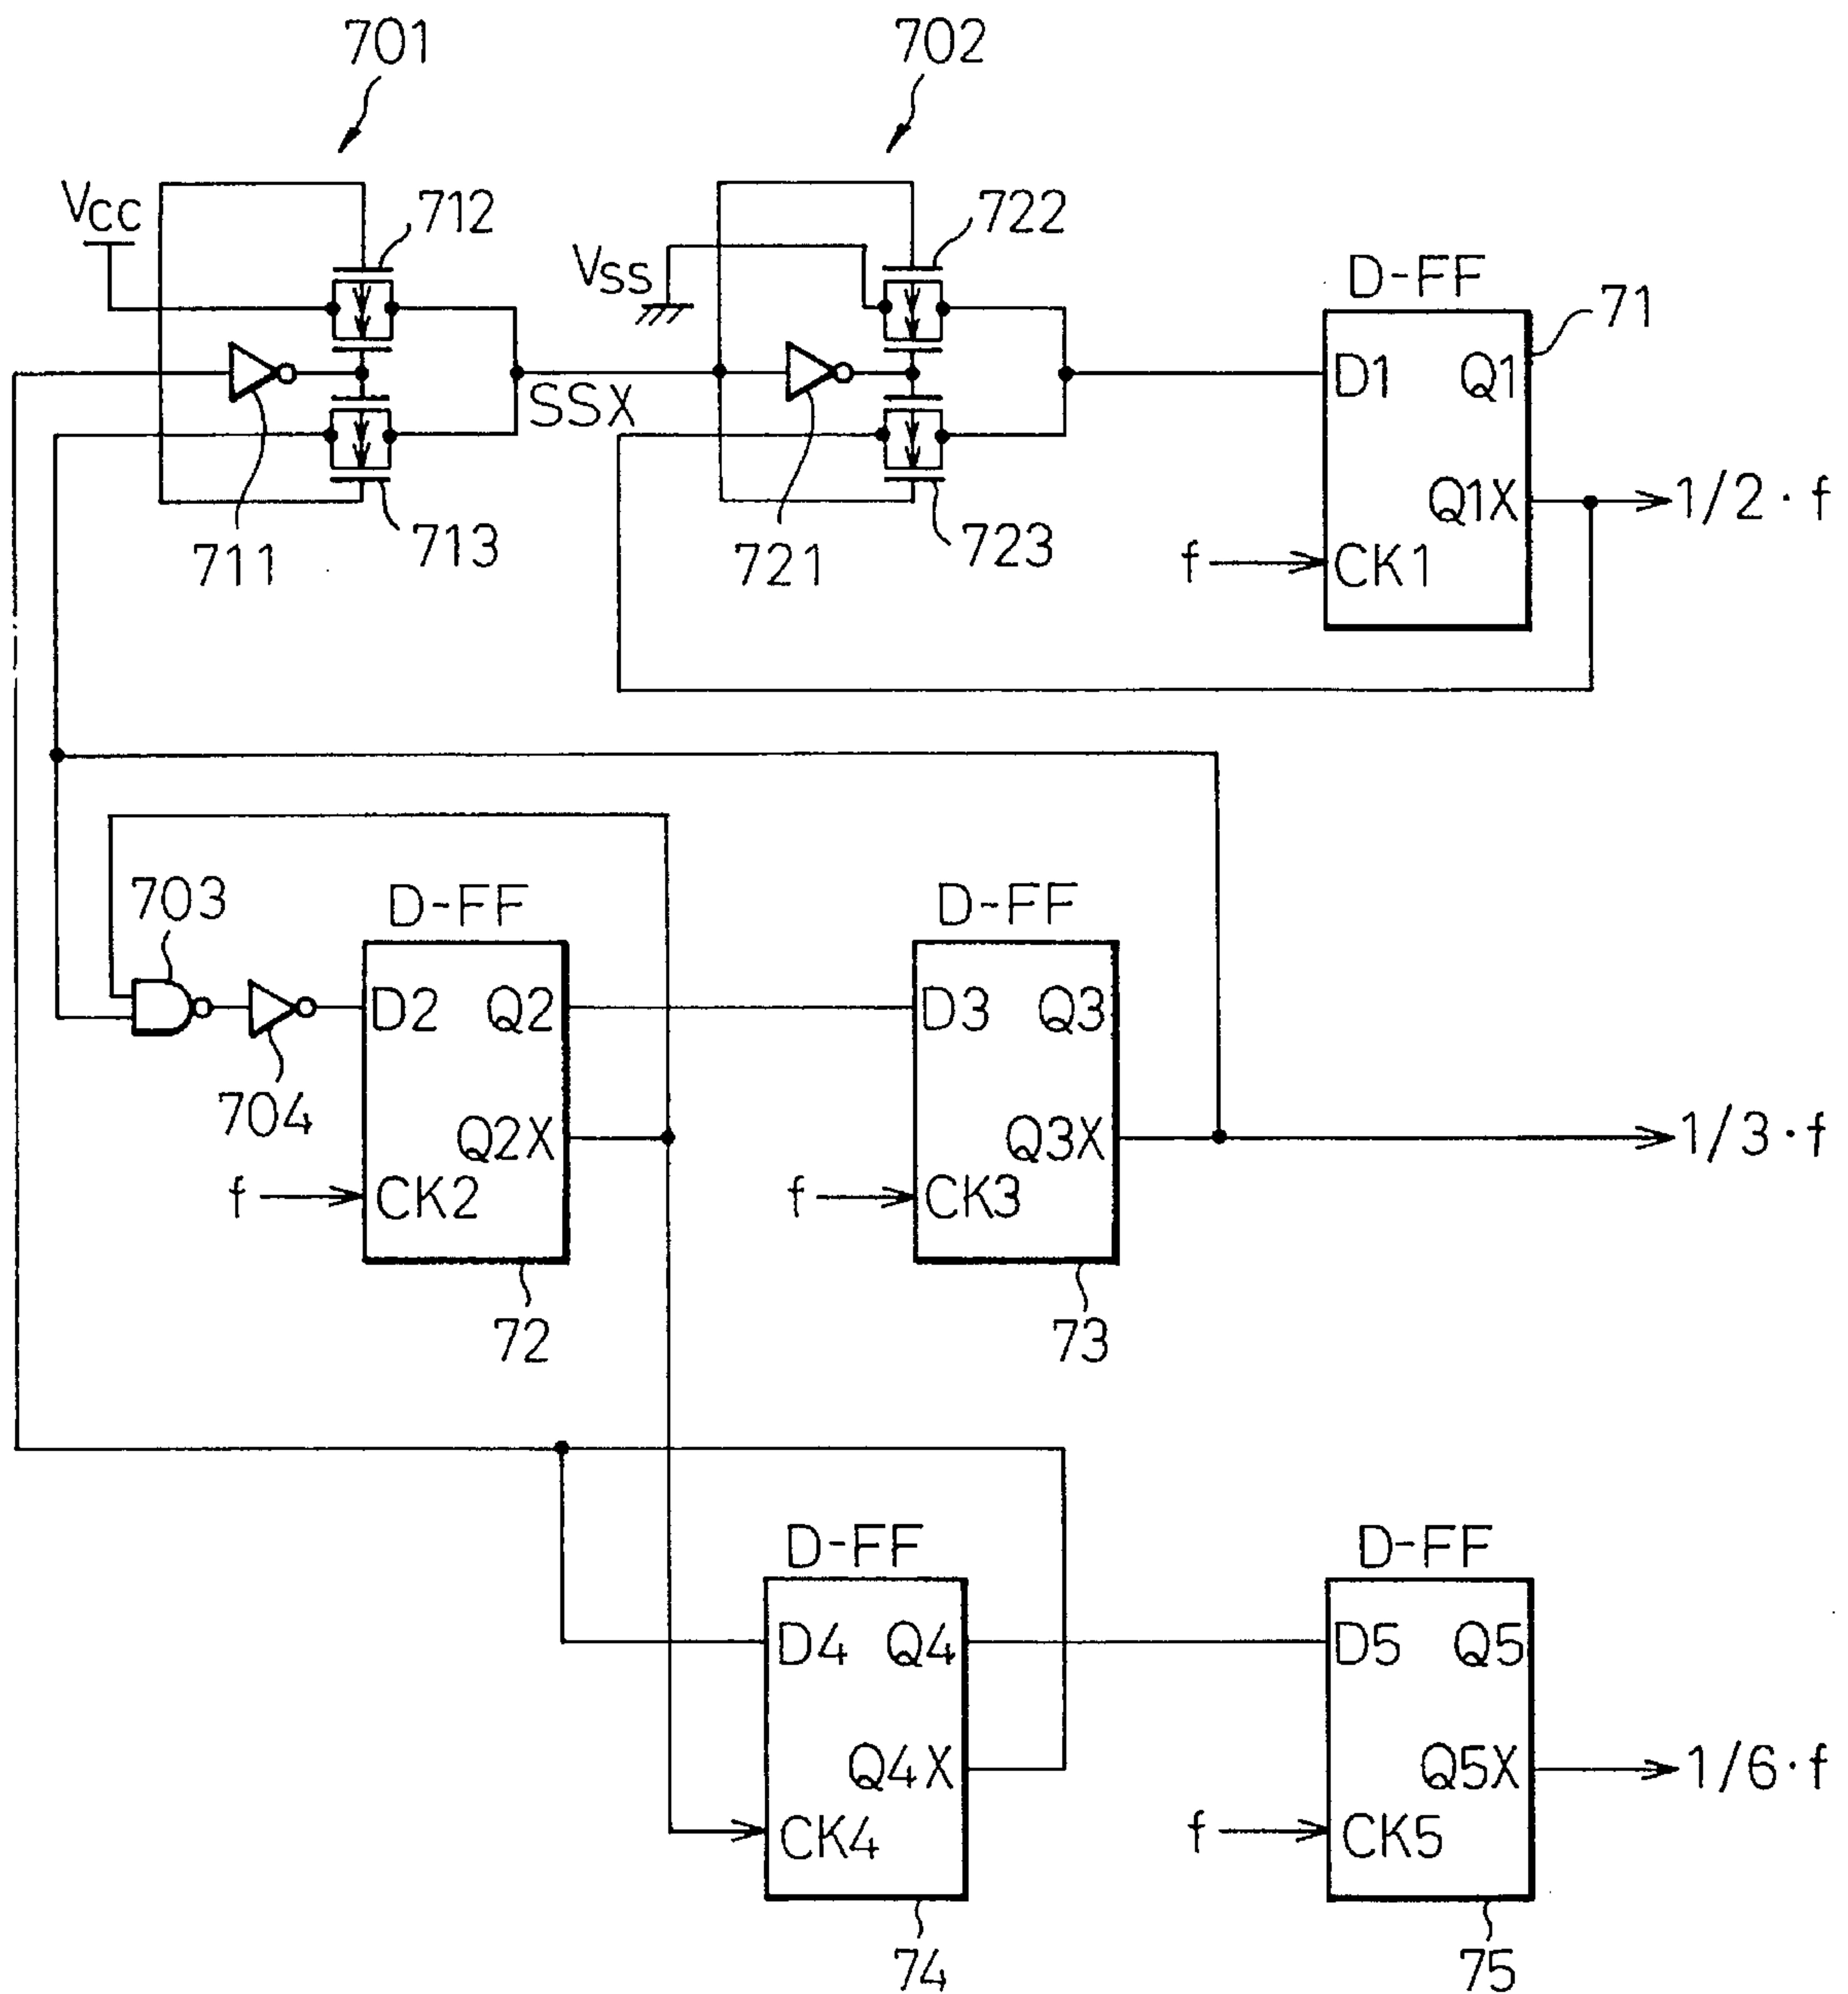 701
702
VCC
712
VSS
722
D-FF
71
D1 Q1
SSX
Q1X
1/2·f
711
713
721
723
f
CK1
703
D-FF
D-FF
D2 Q2
D3 Q3
704
Q2X
Q3X
1/3·f
f
CK2
f
CK3
72
73
D-FF
D-FF
D4 Q4
D5 Q5
Q4X
Q5X
1/6·f
CK4
f
CK5
74
75